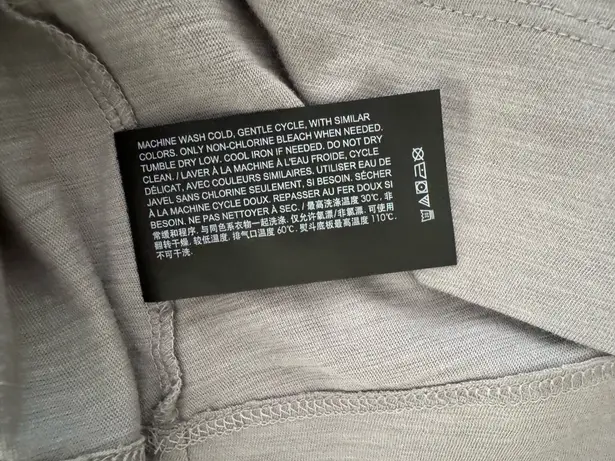 MACHINE WASH COLD, GENTLE CYCLE, WITH SIMILAR
COLORS. ONLY NON-CHLORINE BLEACH WHEN NEEDED.
TUMBLE DRY LOW. COOL IRON IF NEEDED. DO NOT DRY
CLEAN. / LAVER À LA MACHINE À L'EAU FROIDE, CYCLE
DÉLICAT, AVEC COULEURS SIMILAIRES. UTILISER EAU DE
JAVEL SANS CHLORINE SEULEMENT, SI BESOIN. SÉCHER
À LA MACHINE CYCLE DOUX. REPASSER AU FER DOUX SI
BESOIN. NE PAS NETTOYER À SEC. / 最高洗涤温度 30℃, 非
常缓和程序. 与同色系衣物一起洗涤. 仅允许氧漂/非氯漂. 可使用
翻转干燥, 较低温度, 排气口温度 60℃. 熨斗底板最高温度 110℃.
不可干洗.